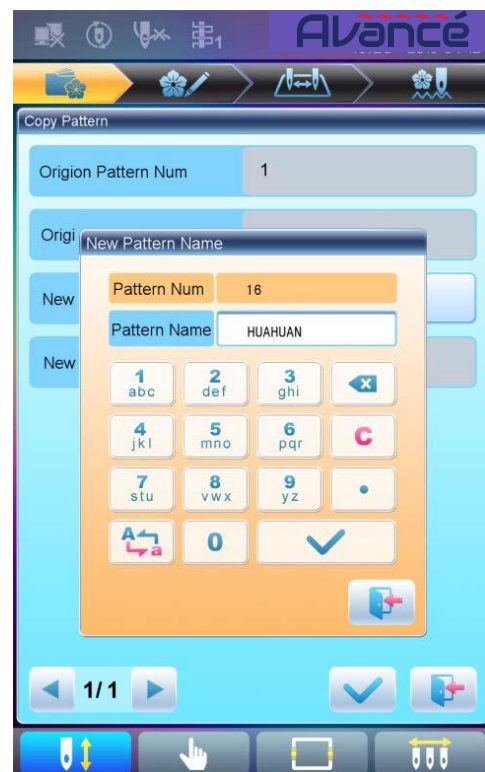 Avancé
1
Copy Pattern
Origion Pattern Num 1
Origi
New Pattern Name
Pattern Num 16
New
Pattern Name HUAHUAN
New
1 2 3
abc def ghi
4 5 6 C
jkl mno pqr
7 8 9 •
stu vwx yz
A a 0
1/1